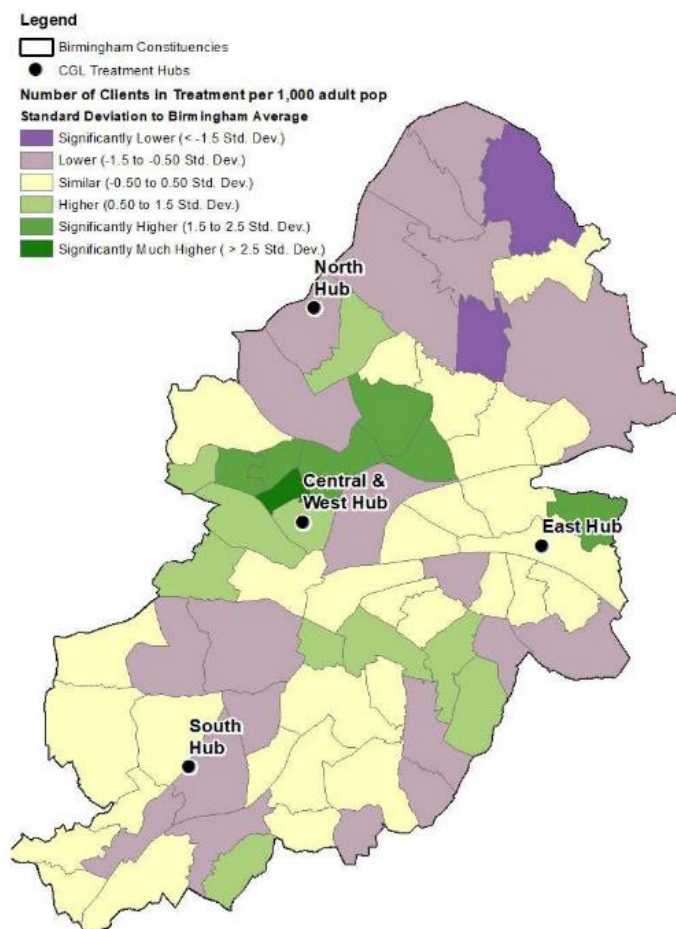 Legend
Birmingham Constituencies
CGL Treatment Hubs
Number of Clients in Treatment per 1,000 adult pop
Standard Deviation to Birmingham Average
Significantly Lower (< -1.5 Std. Dev.)
Lower (-1.5 to -0.50 Std. Dev.)
Similar (-0.50 to 0.50 Std. Dev.)
Higher (0.50 to 1.5 Std. Dev.)
Significantly Higher (1.5 to 2.5 Std. Dev.)
Significantly Much Higher ( > 2.5 Std. Dev.)
North
Hub
Central &
West Hub
East Hub
South
Hub